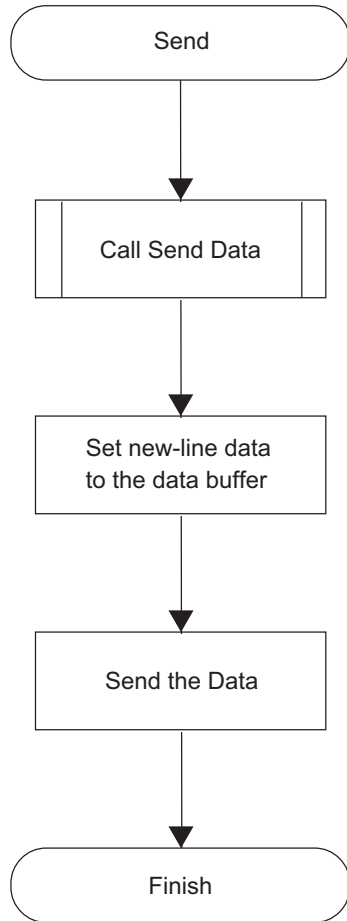 Send
Call Send Data
Set new-line data
to the data buffer
Send the Data
Finish